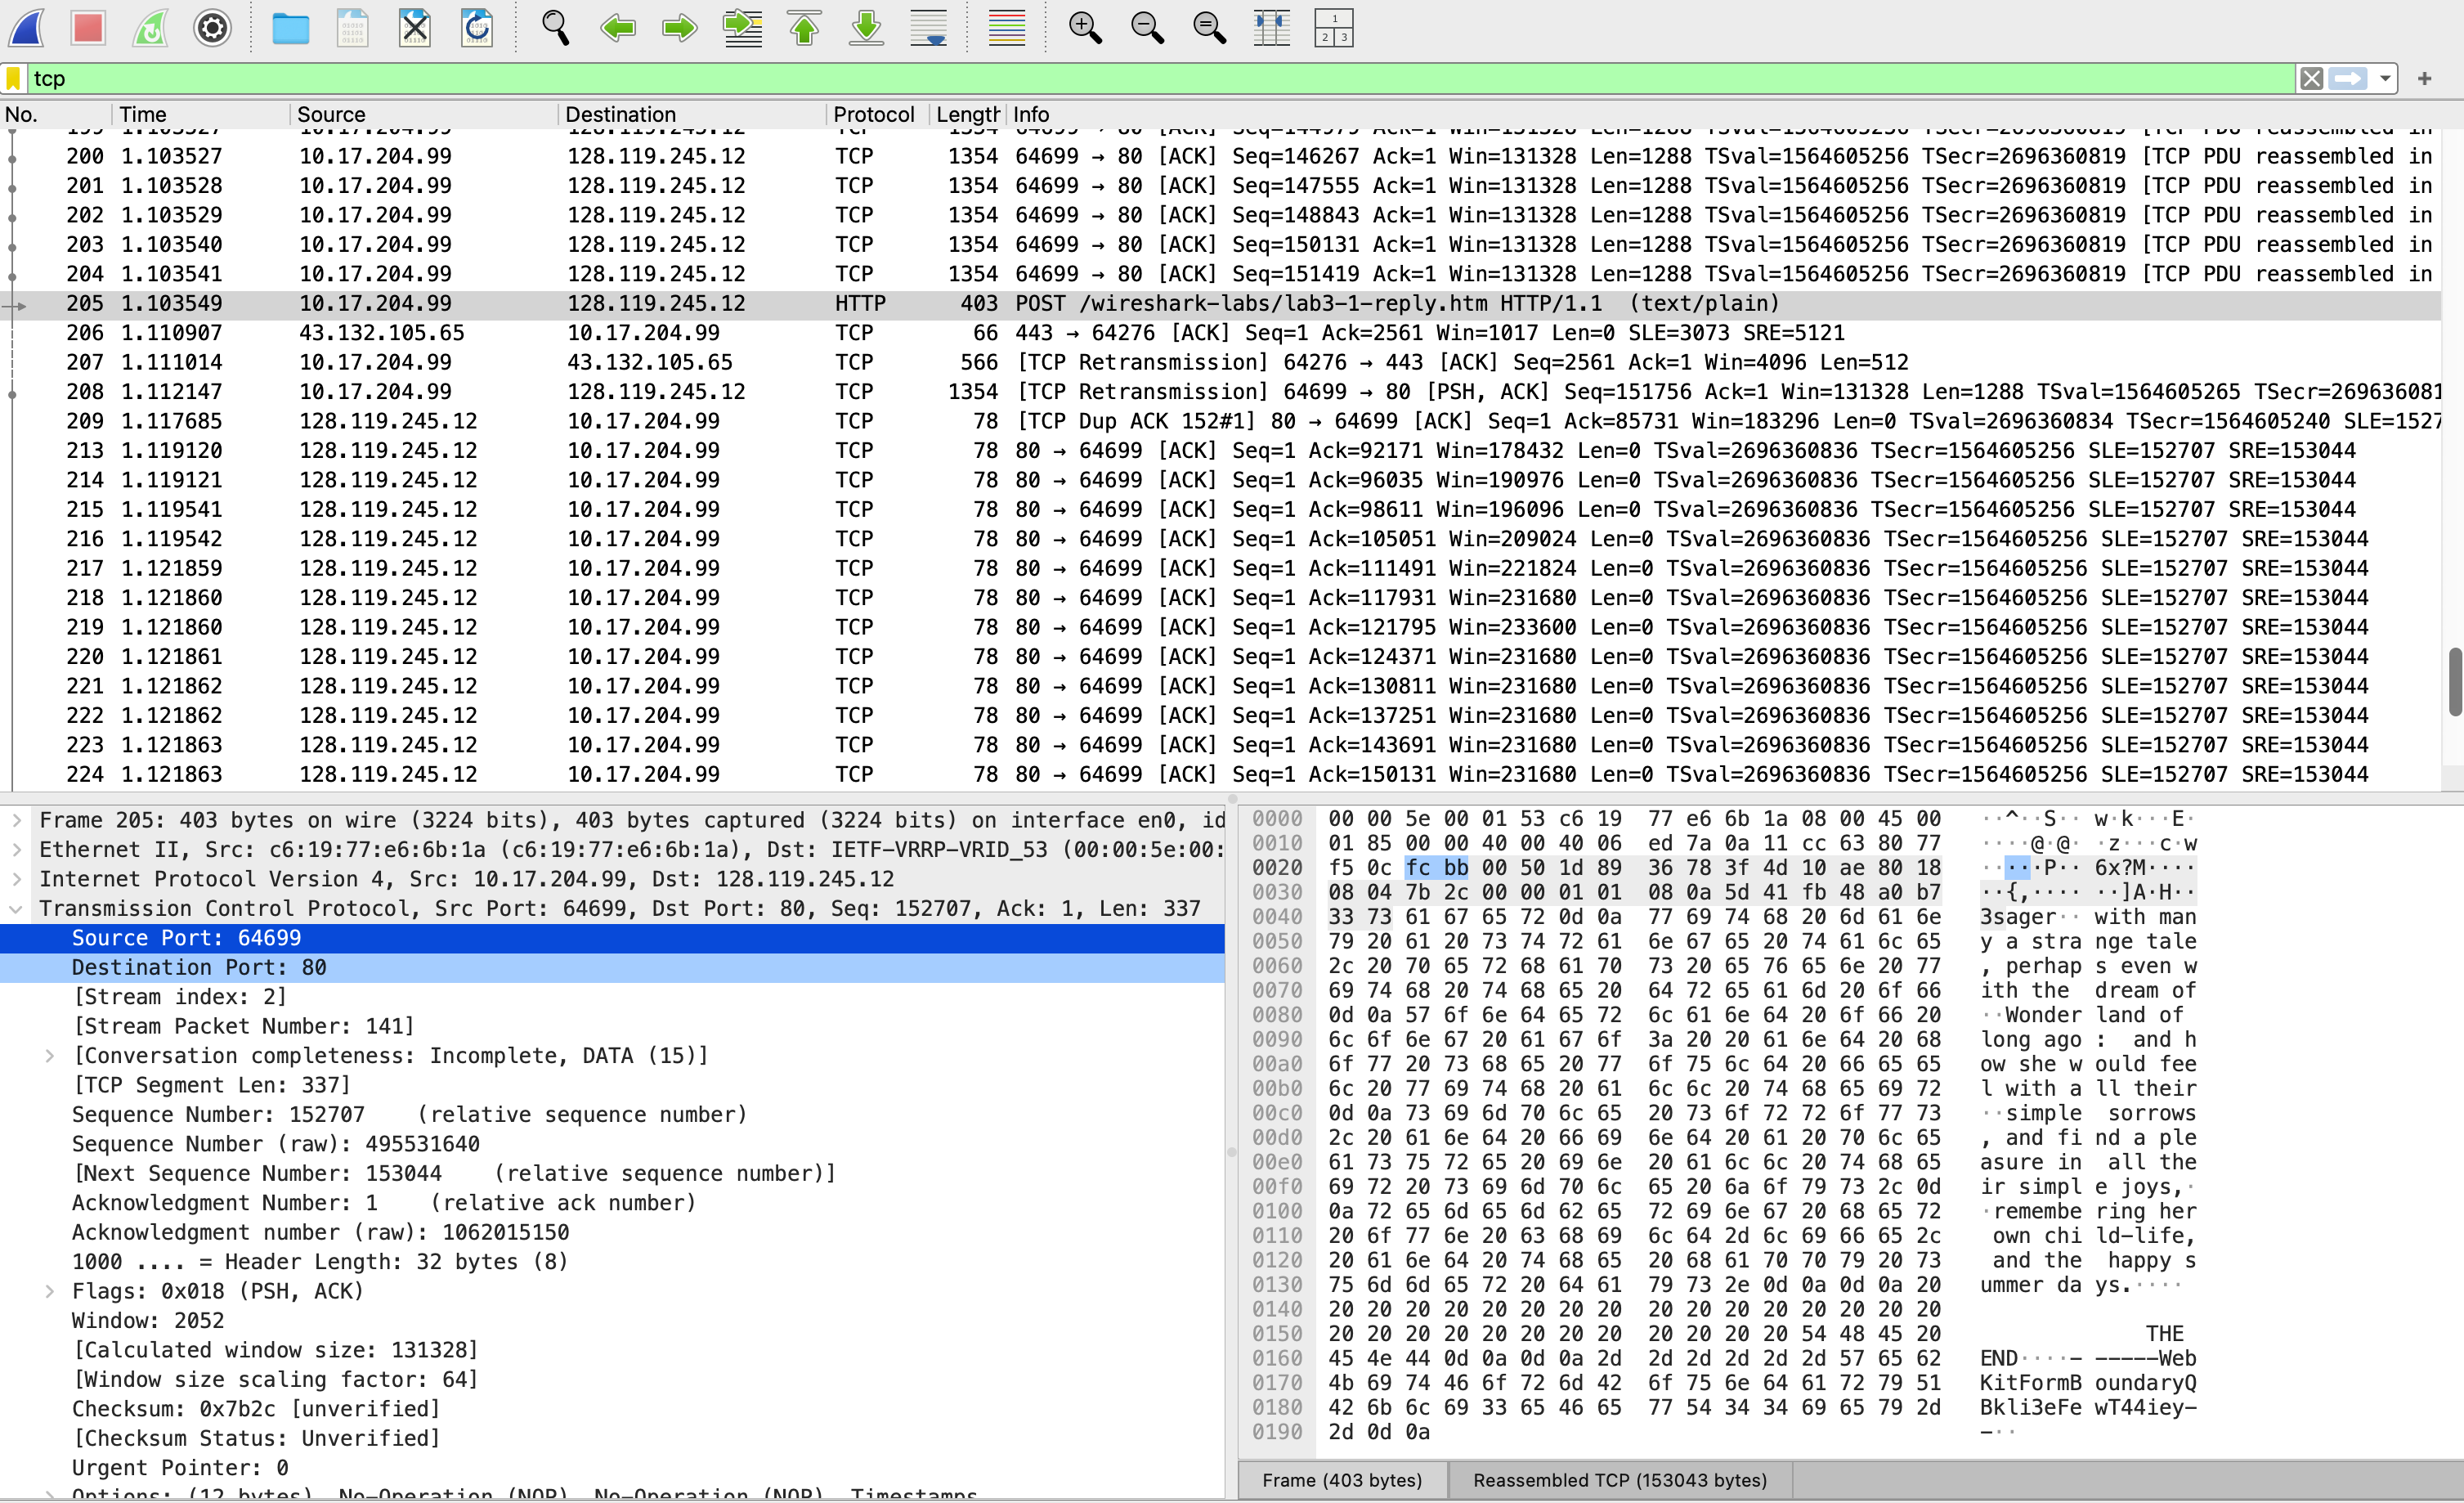 1
2 3
tcp
No. Time Source Destination Protocol Length Info
200 1.103527 10.17.204.99 128.119.245.12 TCP 1354 64699 → 80 [ACK] Seq=146267 Ack=1 Win=131328 Len=1288 TSval=1564605256 TSecr=2696360819 [TCP PDU reassembled in
201 1.103528 10.17.204.99 128.119.245.12 TCP 1354 64699 → 80 [ACK] Seq=147555 Ack=1 Win=131328 Len=1288 TSval=1564605256 TSecr=2696360819 [TCP PDU reassembled in
202 1.103529 10.17.204.99 128.119.245.12 TCP 1354 64699 → 80 [ACK] Seq=148843 Ack=1 Win=131328 Len=1288 TSval=1564605256 TSecr=2696360819 [TCP PDU reassembled in
203 1.103540 10.17.204.99 128.119.245.12 TCP 1354 64699 → 80 [ACK] Seq=150131 Ack=1 Win=131328 Len=1288 TSval=1564605256 TSecr=2696360819 [TCP PDU reassembled in
204 1.103541 10.17.204.99 128.119.245.12 TCP 1354 64699 → 80 [ACK] Seq=151419 Ack=1 Win=131328 Len=1288 TSval=1564605256 TSecr=2696360819 [TCP PDU reassembled in
205 1.103549 10.17.204.99 128.119.245.12 HTTP 403 POST /wireshark-labs/lab3-1-reply.htm HTTP/1.1 (text/plain)
206 1.110907 43.132.105.65 10.17.204.99 TCP 66 443 → 64276 [ACK] Seq=1 Ack=2561 Win=1017 Len=0 SLE=3073 SRE=5121
207 1.111014 10.17.204.99 43.132.105.65 TCP 566 [TCP Retransmission] 64276 → 443 [ACK] Seq=2561 Ack=1 Win=4096 Len=512
208 1.112147 10.17.204.99 128.119.245.12 TCP 1354 [TCP Retransmission] 64699 → 80 [PSH, ACK] Seq=151756 Ack=1 Win=131328 Len=1288 TSval=1564605265 TSecr=269636081
209 1.117685 128.119.245.12 10.17.204.99 TCP 78 [TCP Dup ACK 152#1] 80 → 64699 [ACK] Seq=1 Ack=85731 Win=183296 Len=0 TSval=2696360834 TSecr=1564605240 SLE=1527
213 1.119120 128.119.245.12 10.17.204.99 TCP 78 80 → 64699 [ACK] Seq=1 Ack=92171 Win=178432 Len=0 TSval=2696360836 TSecr=1564605256 SLE=152707 SRE=153044
214 1.119121 128.119.245.12 10.17.204.99 TCP 78 80 → 64699 [ACK] Seq=1 Ack=96035 Win=190976 Len=0 TSval=2696360836 TSecr=1564605256 SLE=152707 SRE=153044
215 1.119541 128.119.245.12 10.17.204.99 TCP 78 80 → 64699 [ACK] Seq=1 Ack=98611 Win=196096 Len=0 TSval=2696360836 TSecr=1564605256 SLE=152707 SRE=153044
216 1.119542 128.119.245.12 10.17.204.99 TCP 78 80 → 64699 [ACK] Seq=1 Ack=105051 Win=209024 Len=0 TSval=2696360836 TSecr=1564605256 SLE=152707 SRE=153044
217 1.121859 128.119.245.12 10.17.204.99 TCP 78 80 → 64699 [ACK] Seq=1 Ack=111491 Win=221824 Len=0 TSval=2696360836 TSecr=1564605256 SLE=152707 SRE=153044
218 1.121860 128.119.245.12 10.17.204.99 TCP 78 80 → 64699 [ACK] Seq=1 Ack=117931 Win=231680 Len=0 TSval=2696360836 TSecr=1564605256 SLE=152707 SRE=153044
219 1.121860 128.119.245.12 10.17.204.99 TCP 78 80 → 64699 [ACK] Seq=1 Ack=121795 Win=233600 Len=0 TSval=2696360836 TSecr=1564605256 SLE=152707 SRE=153044
220 1.121861 128.119.245.12 10.17.204.99 TCP 78 80 → 64699 [ACK] Seq=1 Ack=124371 Win=231680 Len=0 TSval=2696360836 TSecr=1564605256 SLE=152707 SRE=153044
221 1.121862 128.119.245.12 10.17.204.99 TCP 78 80 → 64699 [ACK] Seq=1 Ack=130811 Win=231680 Len=0 TSval=2696360836 TSecr=1564605256 SLE=152707 SRE=153044
222 1.121862 128.119.245.12 10.17.204.99 TCP 78 80 → 64699 [ACK] Seq=1 Ack=137251 Win=231680 Len=0 TSval=2696360836 TSecr=1564605256 SLE=152707 SRE=153044
223 1.121863 128.119.245.12 10.17.204.99 TCP 78 80 → 64699 [ACK] Seq=1 Ack=143691 Win=231680 Len=0 TSval=2696360836 TSecr=1564605256 SLE=152707 SRE=153044
224 1.121863 128.119.245.12 10.17.204.99 TCP 78 80 → 64699 [ACK] Seq=1 Ack=150131 Win=231680 Len=0 TSval=2696360836 TSecr=1564605256 SLE=152707 SRE=153044
Frame 205: 403 bytes on wire (3224 bits), 403 bytes captured (3224 bits) on interface en0, id
Ethernet II, Src: c6:19:77:e6:6b:1a (c6:19:77:e6:6b:1a), Dst: IETF-VRRP-VRID_53 (00:00:5e:00:
Internet Protocol Version 4, Src: 10.17.204.99, Dst: 128.119.245.12
Transmission Control Protocol, Src Port: 64699, Dst Port: 80, Seq: 152707, Ack: 1, Len: 337
Source Port: 64699
Destination Port: 80
[Stream index: 2]
[Stream Packet Number: 141]
[Conversation completeness: Incomplete, DATA (15)]
[TCP Segment Len: 337]
Sequence Number: 152707 (relative sequence number)
Sequence Number (raw): 495531640
[Next Sequence Number: 153044 (relative sequence number)]
Acknowledgment Number: 1 (relative ack number)
Acknowledgment number (raw): 1062015150
1000 .... = Header Length: 32 bytes (8)
Flags: 0x018 (PSH, ACK)
Window: 2052
[Calculated window size: 131328]
[Window size scaling factor: 64]
Checksum: 0x7b2c [unverified]
[Checksum Status: Unverified]
Urgent Pointer: 0
Options: (12 bytes), No-Operation (NOP), No-Operation (NOP), Timestamps
0000 00 00 5e 00 01 53 c6 19 77 e6 6b 1a 08 00 45 00 ··^··S·· w·k···E·
0010 01 85 00 00 40 00 40 06 ed 7a 0a 11 cc 63 80 77 ····@·@· ·z···c·w
0020 f5 0c fc bb 00 50 1d 89 36 78 3f 4d 10 ae 80 18 ·····P·· 6x?M····
0030 08 04 7b 2c 00 00 01 01 08 0a 5d 41 fb 48 a0 b7 ··{,···· ··]A·H··
0040 33 73 61 67 65 72 0d 0a 77 69 74 68 20 6d 61 6e 3sager·· with man
0050 79 20 61 20 73 74 72 61 6e 67 65 20 74 61 6c 65 y a stra nge tale
0060 2c 20 70 65 72 68 61 70 73 20 65 76 65 6e 20 77 , perhap s even w
0070 69 74 68 20 74 68 65 20 64 72 65 61 6d 20 6f 66 ith the dream of
0080 0d 0a 57 6f 6e 64 65 72 6c 61 6e 64 20 6f 66 20 ··Wonder land of
0090 6c 6f 6e 67 20 61 67 6f 3a 20 20 61 6e 64 20 68 long ago : and h
00a0 6f 77 20 73 68 65 20 77 6f 75 6c 64 20 66 65 65 ow she w ould fee
00b0 6c 20 77 69 74 68 20 61 6c 6c 20 74 68 65 69 72 l with a ll their
00c0 0d 0a 73 69 6d 70 6c 65 20 73 6f 72 72 6f 77 73 ··simple sorrows
00d0 2c 20 61 6e 64 20 66 69 6e 64 20 61 20 70 6c 65 , and fi nd a ple
00e0 61 73 75 72 65 20 69 6e 20 61 6c 6c 20 74 68 65 asure in all the
00f0 69 72 20 73 69 6d 70 6c 65 20 6a 6f 79 73 2c 0d ir simpl e joys,·
0100 0a 72 65 6d 65 6d 62 65 72 69 6e 67 20 68 65 72 ·remembe ring her
0110 20 6f 77 6e 20 63 68 69 6c 64 2d 6c 69 66 65 2c own chi ld-life,
0120 20 61 6e 64 20 74 68 65 20 68 61 70 70 79 20 73 and the happy s
0130 75 6d 6d 65 72 20 64 61 79 73 2e 0d 0a 0d 0a 20 ummer da ys.····
0140 20 20 20 20 20 20 20 20 20 20 20 20 20 20 20 20
0150 20 20 20 20 20 20 20 20 20 20 20 20 54 48 45 20 THE
0160 45 4e 44 0d 0a 0d 0a 2d 2d 2d 2d 2d 2d 57 65 62 END····- -----Web
0170 4b 69 74 46 6f 72 6d 42 6f 75 6e 64 61 72 79 51 KitFormB oundaryQ
0180 42 6b 6c 69 33 65 46 65 77 54 34 34 69 65 79 2d Bkli3eFe wT44iey-
0190 2d 0d 0a -··
Frame (403 bytes) Reassembled TCP (153043 bytes)